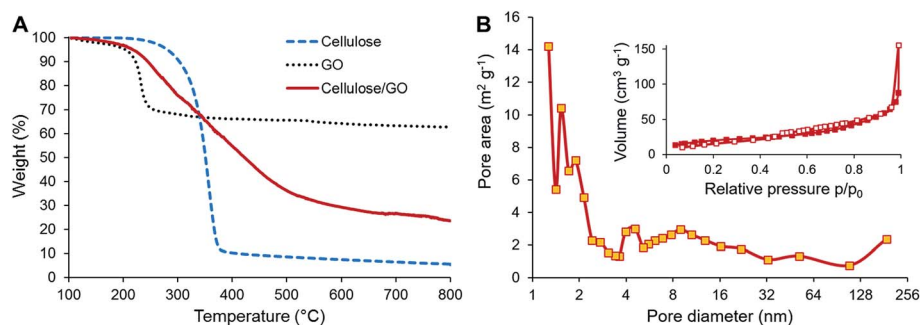 A
100
90
80
70
60
50
40
30
20
10
0
Weight (%)
100 200 300 400 500 600 700 800
Temperature (°C)
Cellulose
GO
Cellulose/GO
B
16
14
12
10
8
6
4
2
0
Pore area (m² g⁻¹)
1 2 4 8 16 32 64 128 256
Pore diameter (nm)
150
100
50
0
Volume (cm³ g⁻¹)
0 0.2 0.4 0.6 0.8 1
Relative pressure p/p₀